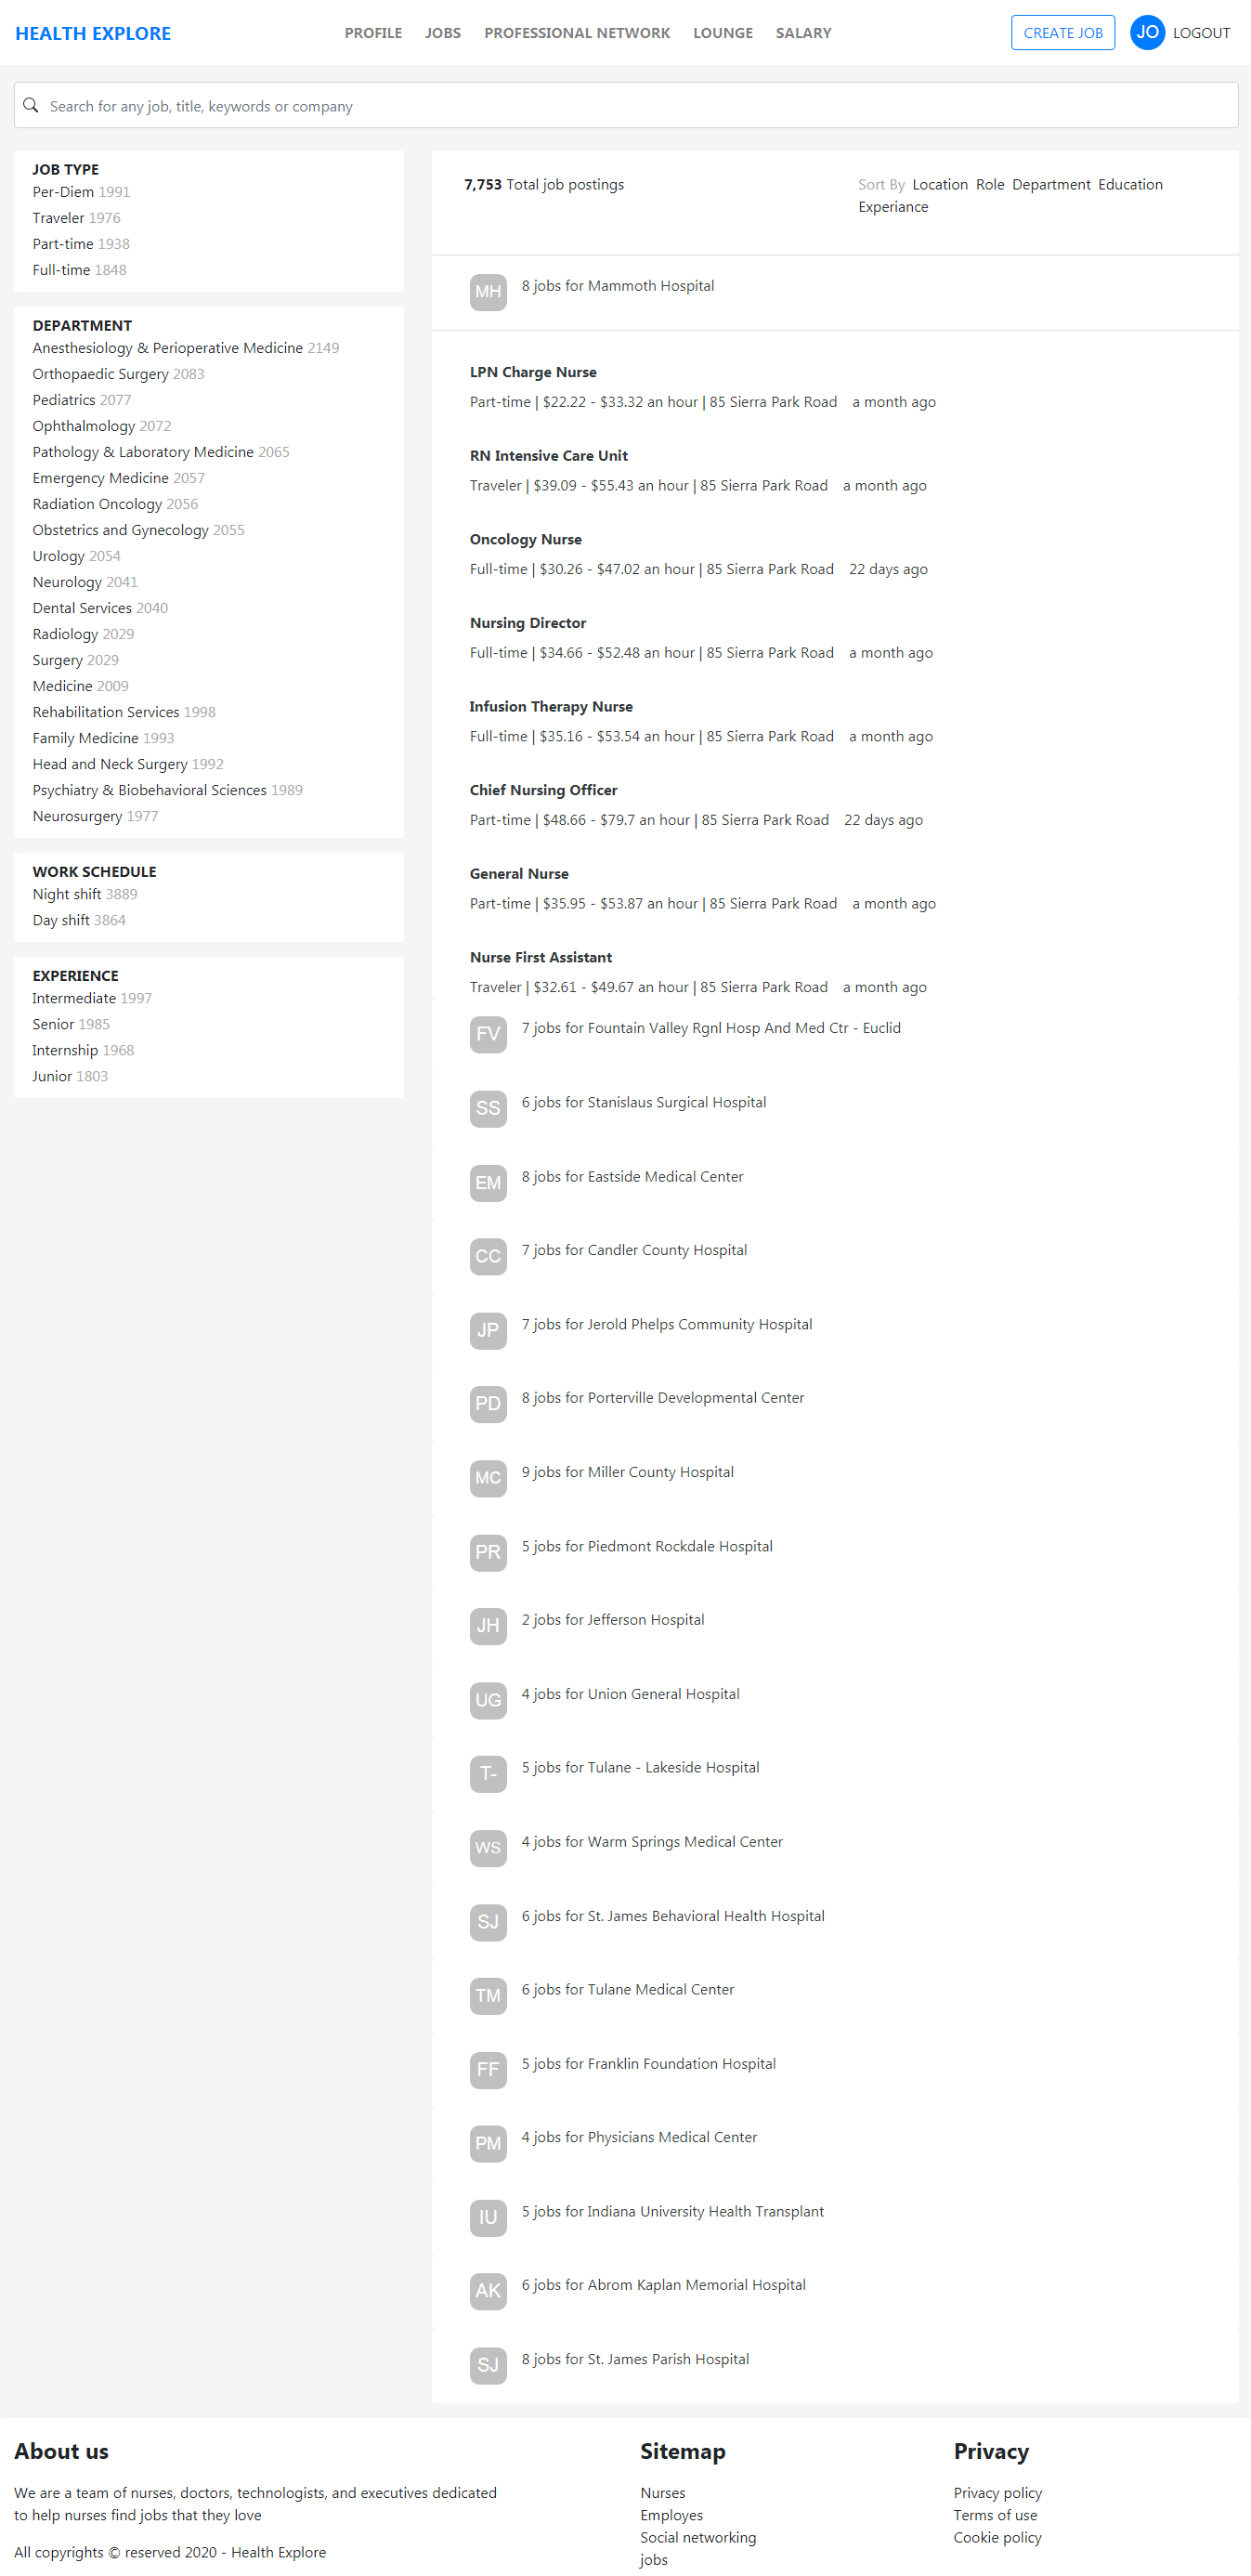 HEALTH EXPLORE
PROFILE JOBS PROFESSIONAL NETWORK LOUNGE SALARY
CREATE JOB JO LOGOUT
Search for any job, title, keywords or company
JOB TYPE
Per-Diem 1991
Traveler 1976
Part-time 1938
Full-time 1848
DEPARTMENT
Anesthesiology & Perioperative Medicine 2149
Orthopaedic Surgery 2083
Pediatrics 2077
Ophthalmology 2072
Pathology & Laboratory Medicine 2065
Emergency Medicine 2057
Radiation Oncology 2056
Obstetrics and Gynecology 2055
Urology 2054
Neurology 2041
Dental Services 2040
Radiology 2029
Surgery 2029
Medicine 2009
Rehabilitation Services 1998
Family Medicine 1993
Head and Neck Surgery 1992
Psychiatry & Biobehavioral Sciences 1989
Neurosurgery 1977
WORK SCHEDULE
Night shift 3889
Day shift 3864
EXPERIENCE
Intermediate 1997
Senior 1985
Internship 1968
Junior 1803
7,753 Total job postings
Sort By Location Role Department Education
Experiance
MH 8 jobs for Mammoth Hospital
LPN Charge Nurse
Part-time | $22.22 - $33.32 an hour | 85 Sierra Park Road a month ago
RN Intensive Care Unit
Traveler | $39.09 - $55.43 an hour | 85 Sierra Park Road a month ago
Oncology Nurse
Full-time | $30.26 - $47.02 an hour | 85 Sierra Park Road 22 days ago
Nursing Director
Full-time | $34.66 - $52.48 an hour | 85 Sierra Park Road a month ago
Infusion Therapy Nurse
Full-time | $35.16 - $53.54 an hour | 85 Sierra Park Road a month ago
Chief Nursing Officer
Part-time | $48.66 - $79.7 an hour | 85 Sierra Park Road 22 days ago
General Nurse
Part-time | $35.95 - $53.87 an hour | 85 Sierra Park Road a month ago
Nurse First Assistant
Traveler | $32.61 - $49.67 an hour | 85 Sierra Park Road a month ago
FV 7 jobs for Fountain Valley Rgnl Hosp And Med Ctr - Euclid
SS 6 jobs for Stanislaus Surgical Hospital
EM 8 jobs for Eastside Medical Center
CC 7 jobs for Candler County Hospital
JP 7 jobs for Jerold Phelps Community Hospital
PD 8 jobs for Porterville Developmental Center
MC 9 jobs for Miller County Hospital
PR 5 jobs for Piedmont Rockdale Hospital
JH 2 jobs for Jefferson Hospital
UG 4 jobs for Union General Hospital
T- 5 jobs for Tulane - Lakeside Hospital
WS 4 jobs for Warm Springs Medical Center
SJ 6 jobs for St. James Behavioral Health Hospital
TM 6 jobs for Tulane Medical Center
FF 5 jobs for Franklin Foundation Hospital
PM 4 jobs for Physicians Medical Center
IU 5 jobs for Indiana University Health Transplant
AK 6 jobs for Abrom Kaplan Memorial Hospital
SJ 8 jobs for St. James Parish Hospital
About us
We are a team of nurses, doctors, technologists, and executives dedicated
to help nurses find jobs that they love
All copyrights © reserved 2020 - Health Explore
Sitemap
Nurses
Employes
Social networking
jobs
Privacy
Privacy policy
Terms of use
Cookie policy